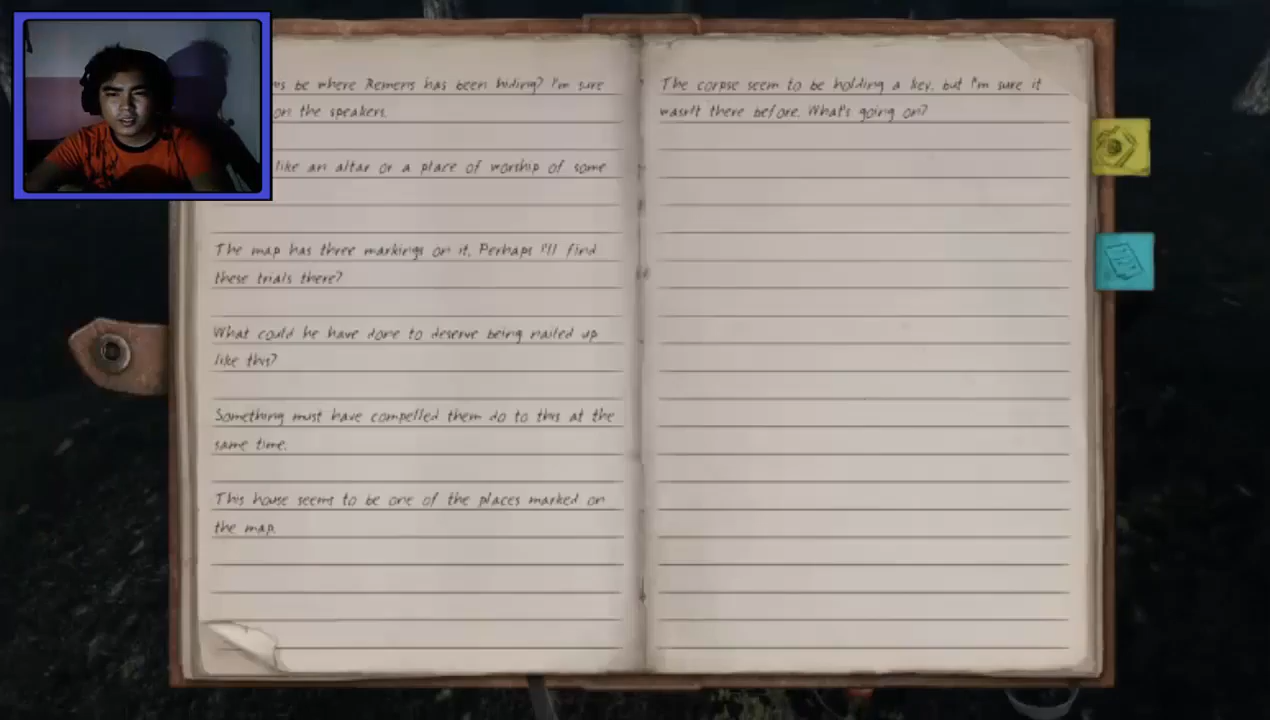 be where Remens has been hiding? I'm sure
on the speakers.
like an altar or a place of worship of some
The map has three markings on it. Perhaps I'll find
these trials there?
What could he have done to deserve being nailed up
like this?
Something must have compelled them do to this at the
same time.
This house seems to be one of the places marked on
the map.
The corpse seem to be holding a key, but I'm sure it
wasn't there before. What's going on?